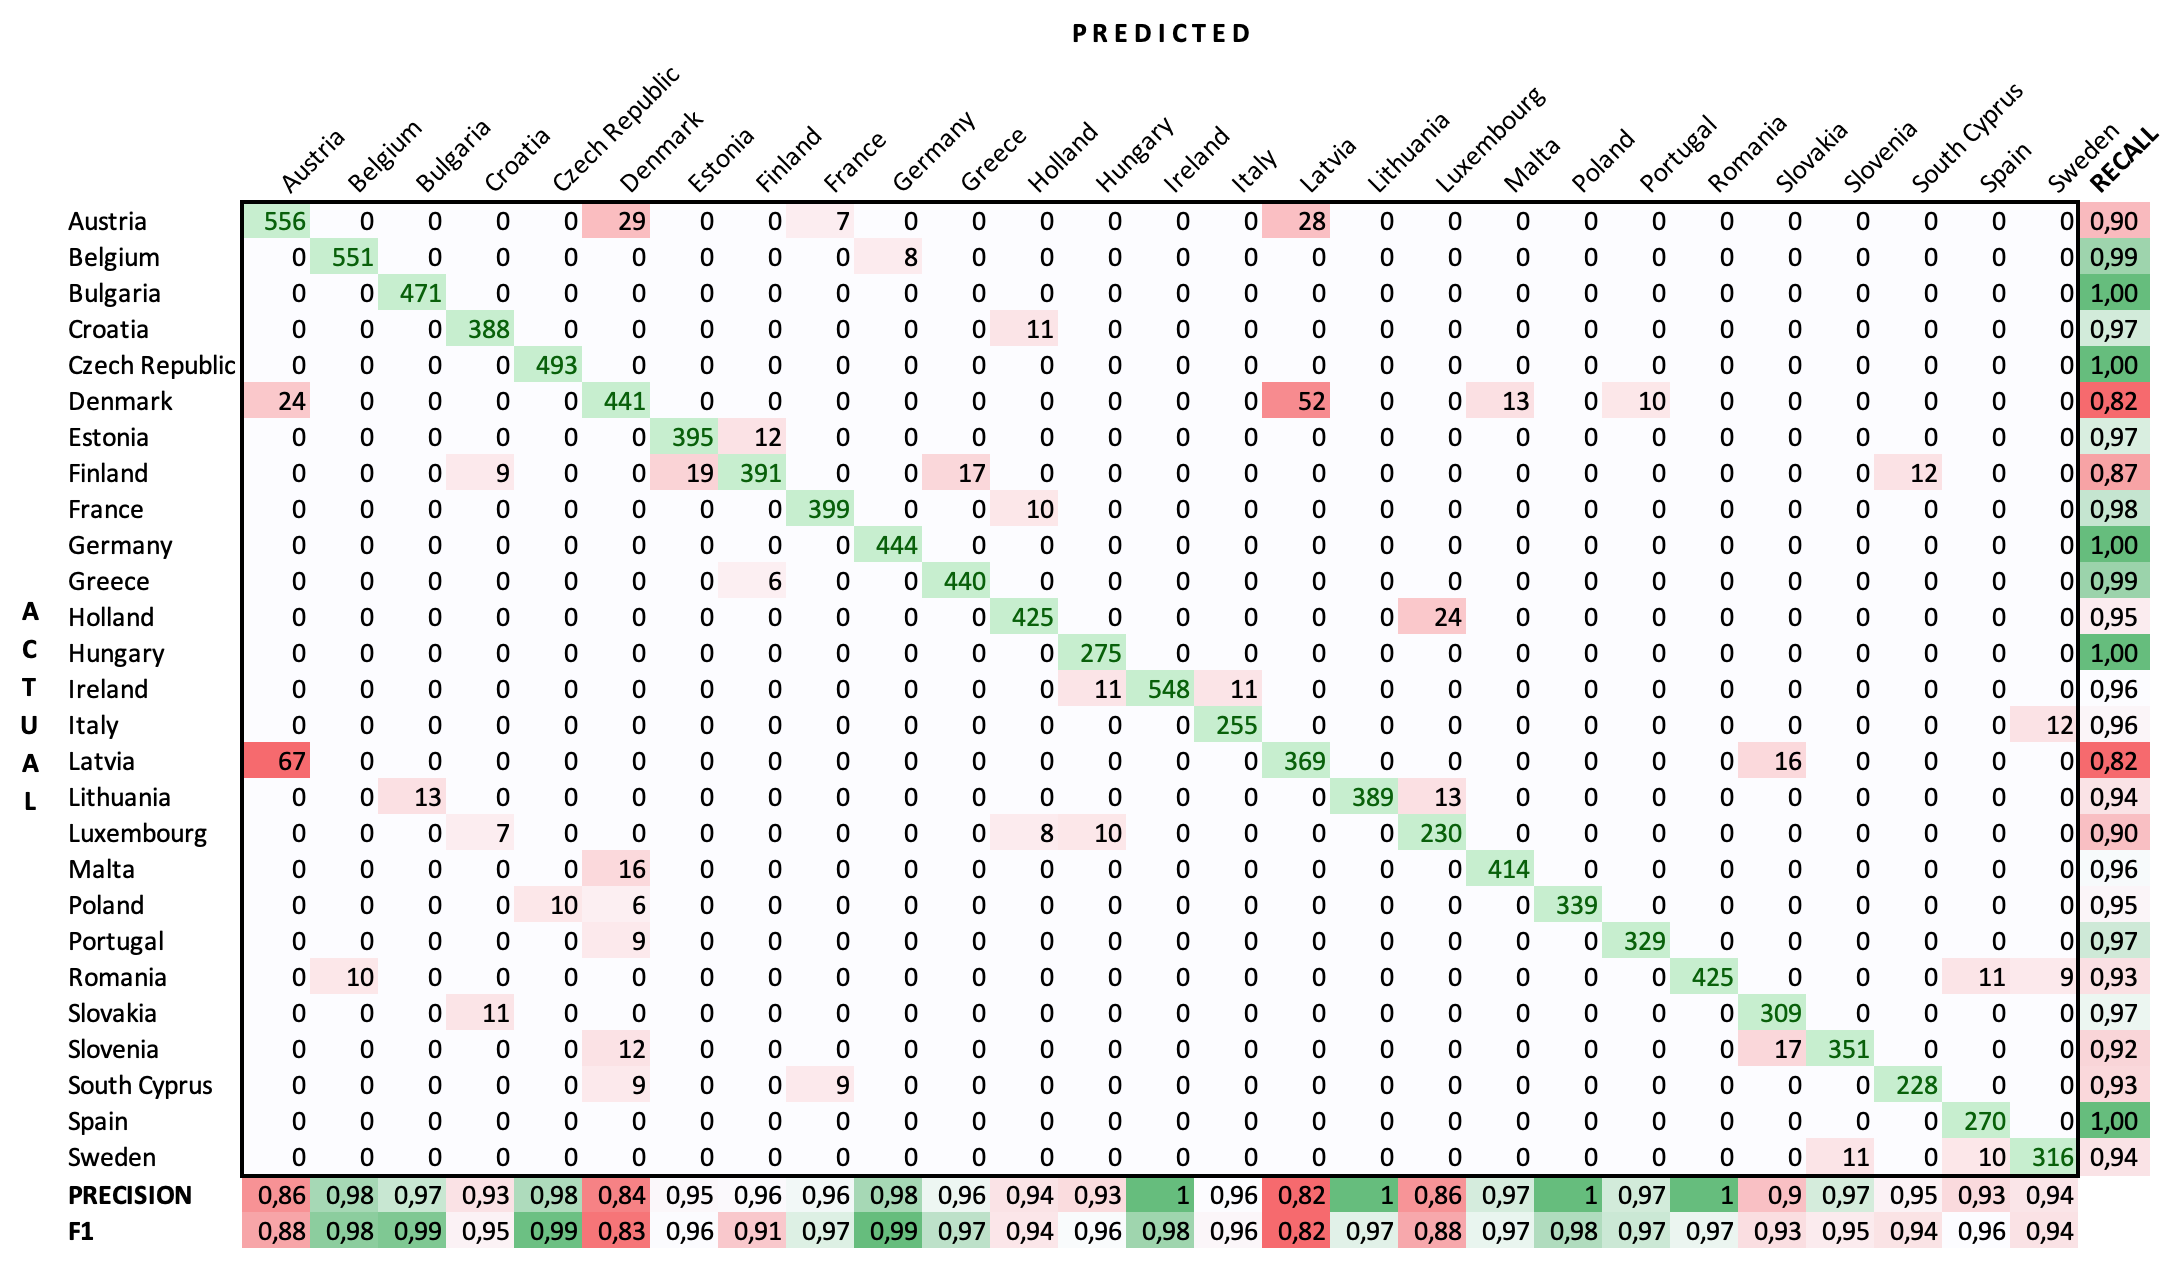 PREDICTED
Austria Belgium Bulgaria Croatia Czech Republic Denmark Estonia Finland France Germany Greece Holland Hungary Ireland Italy Latvia Lithuania Luxembourg Malta Poland Portugal Romania Slovakia Slovenia South Cyprus Spain Sweden RECALL
ACTUAL
Austria 556 0 0 0 0 29 0 0 7 0 0 0 0 0 0 28 0 0 0 0 0 0 0 0 0 0 0 0,90
Belgium 0 551 0 0 0 0 0 0 0 8 0 0 0 0 0 0 0 0 0 0 0 0 0 0 0 0 0 0,99
Bulgaria 0 0 471 0 0 0 0 0 0 0 0 0 0 0 0 0 0 0 0 0 0 0 0 0 0 0 0 1,00
Croatia 0 0 0 388 0 0 0 0 0 0 0 11 0 0 0 0 0 0 0 0 0 0 0 0 0 0 0 0,97
Czech Republic 0 0 0 0 493 0 0 0 0 0 0 0 0 0 0 0 0 0 0 0 0 0 0 0 0 0 0 1,00
Denmark 24 0 0 0 0 441 0 0 0 0 0 0 0 0 0 52 0 0 13 0 10 0 0 0 0 0 0 0,82
Estonia 0 0 0 0 0 0 395 12 0 0 0 0 0 0 0 0 0 0 0 0 0 0 0 0 0 0 0 0,97
Finland 0 0 0 9 0 0 19 391 0 0 17 0 0 0 0 0 0 0 0 0 0 0 0 0 12 0 0 0,87
France 0 0 0 0 0 0 0 0 399 0 0 10 0 0 0 0 0 0 0 0 0 0 0 0 0 0 0 0,98
Germany 0 0 0 0 0 0 0 0 0 444 0 0 0 0 0 0 0 0 0 0 0 0 0 0 0 0 0 1,00
Greece 0 0 0 0 0 0 0 6 0 0 440 0 0 0 0 0 0 0 0 0 0 0 0 0 0 0 0 0,99
Holland 0 0 0 0 0 0 0 0 0 0 0 425 0 0 0 0 0 24 0 0 0 0 0 0 0 0 0 0,95
Hungary 0 0 0 0 0 0 0 0 0 0 0 0 275 0 0 0 0 0 0 0 0 0 0 0 0 0 0 1,00
Ireland 0 0 0 0 0 0 0 0 0 0 0 0 11 548 11 0 0 0 0 0 0 0 0 0 0 0 0 0,96
Italy 0 0 0 0 0 0 0 0 0 0 0 0 0 0 255 0 0 0 0 0 0 0 0 0 0 0 12 0,96
Latvia 67 0 0 0 0 0 0 0 0 0 0 0 0 0 0 369 0 0 0 0 0 0 16 0 0 0 0 0,82
Lithuania 0 0 13 0 0 0 0 0 0 0 0 0 0 0 0 0 389 13 0 0 0 0 0 0 0 0 0 0,94
Luxembourg 0 0 0 7 0 0 0 0 0 0 0 8 10 0 0 0 0 230 0 0 0 0 0 0 0 0 0 0,90
Malta 0 0 0 0 0 16 0 0 0 0 0 0 0 0 0 0 0 0 414 0 0 0 0 0 0 0 0 0,96
Poland 0 0 0 0 10 6 0 0 0 0 0 0 0 0 0 0 0 0 0 339 0 0 0 0 0 0 0 0,95
Portugal 0 0 0 0 0 9 0 0 0 0 0 0 0 0 0 0 0 0 0 0 329 0 0 0 0 0 0 0,97
Romania 0 10 0 0 0 0 0 0 0 0 0 0 0 0 0 0 0 0 0 0 0 425 0 0 0 11 9 0,93
Slovakia 0 0 0 11 0 0 0 0 0 0 0 0 0 0 0 0 0 0 0 0 0 0 309 0 0 0 0 0,97
Slovenia 0 0 0 0 0 12 0 0 0 0 0 0 0 0 0 0 0 0 0 0 0 0 17 351 0 0 0 0,92
South Cyprus 0 0 0 0 0 9 0 0 9 0 0 0 0 0 0 0 0 0 0 0 0 0 0 0 228 0 0 0,93
Spain 0 0 0 0 0 0 0 0 0 0 0 0 0 0 0 0 0 0 0 0 0 0 0 0 0 270 0 1,00
Sweden 0 0 0 0 0 0 0 0 0 0 0 0 0 0 0 0 0 0 0 0 0 0 0 11 0 10 316 0,94
PRECISION 0,86 0,98 0,97 0,93 0,98 0,84 0,95 0,96 0,96 0,98 0,96 0,94 0,93 1 0,96 0,82 1 0,86 0,97 1 0,97 1 0,9 0,97 0,95 0,93 0,94
F1 0,88 0,98 0,99 0,95 0,99 0,83 0,96 0,91 0,97 0,99 0,97 0,94 0,96 0,98 0,96 0,82 0,97 0,88 0,97 0,98 0,97 0,97 0,93 0,95 0,94 0,96 0,94